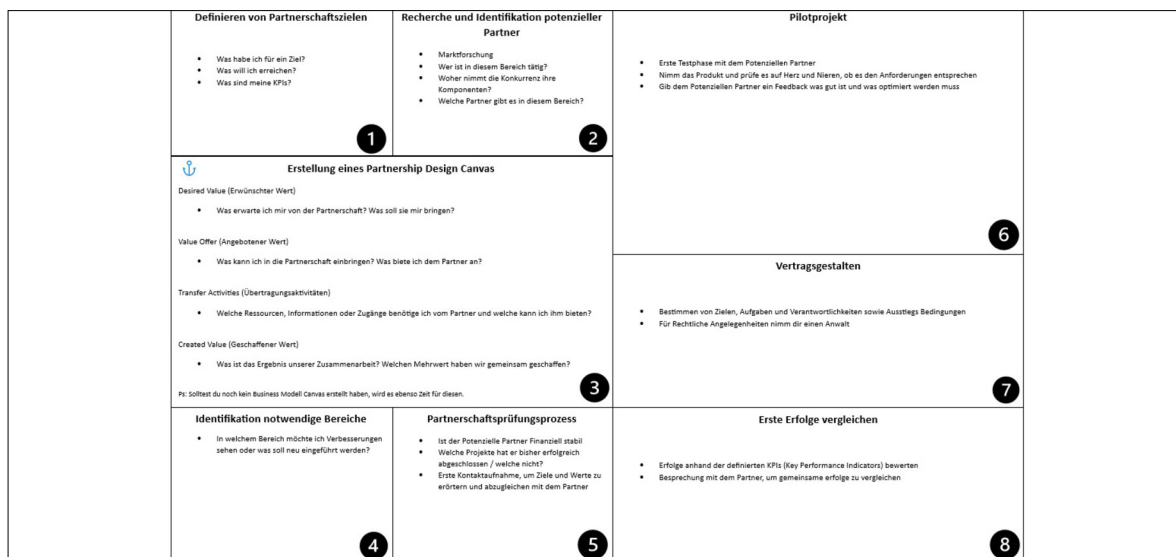 Definieren von Partnerschaftszielen
Was habe ich für ein Ziel?
Was will ich erreichen?
Was sind meine KPIs?
1
Recherche und Identifikation potenzieller
Partner
Marktforschung
Wer ist in diesem Bereich tätig?
Woher nimmt die Konkurrenz ihre
Komponenten?
Welche Partner gibt es in diesem Bereich?
2
Erstellung eines Partnership Design Canvas
Desired Value (Erwünschter Wert)
Was erwarte ich mir von der Partnerschaft? Was soll sie mir bringen?
Value Offer (Angebotener Wert)
Was kann ich in die Partnerschaft einbringen? Was biete ich dem Partner an?
Transfer Activities (Übertragungsaktivitäten)
Welche Ressourcen, Informationen oder Zugänge benötige ich vom Partner und welche kann ich ihm bieten?
Created Value (Geschaffener Wert)
Was ist das Ergebnis unserer Zusammenarbeit? Welchen Mehrwert haben wir gemeinsam geschaffen?
Ps: Solltest du noch kein Business Modell Canvas erstellt haben, wird es ebenso Zeit für diesen.
3
Identifikation notwendige Bereiche
In welchem Bereich möchte ich Verbesserungen
sehen oder was soll neu eingeführt werden?
4
Partnerschaftsprüfungsprozess
Ist der Potenzielle Partner Finanziell stabil
Welche Projekte hat er bisher erfolgreich
abgeschlossen / welche nicht?
Erste Kontaktaufnahme, um Ziele und Werte zu
erörtern und abzugleichen mit dem Partner
5
Pilotprojekt
Erste Testphase mit dem Potenziellen Partner
Nimm das Produkt und prüfe es auf Herz und Nieren, ob es den Anforderungen entsprechen
Gib dem Potenziellen Partner ein Feedback was gut ist und was optimiert werden muss
6
Vertragsgestalten
Bestimmen von Zielen, Aufgaben und Verantwortlichkeiten sowie Ausstiegs Bedingungen
Für Rechtliche Angelegenheiten nimm dir einen Anwalt
7
Erste Erfolge vergleichen
Erfolge anhand der definierten KPIs (Key Performance Indicators) bewerten
Besprechung mit dem Partner, um gemeinsame erfolge zu vergleichen
8